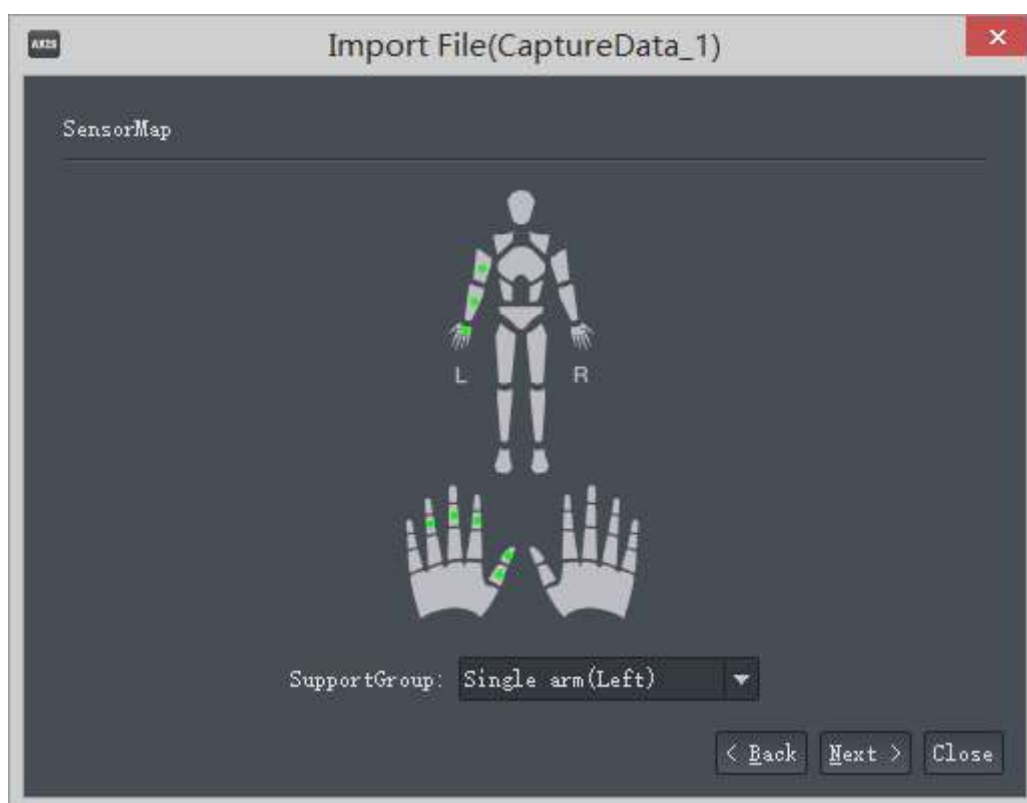 AXIS
Import File(CaptureData_1)
SensorMap
L
R
SupportGroup: Single arm(Left)
< Back
Next >
Close